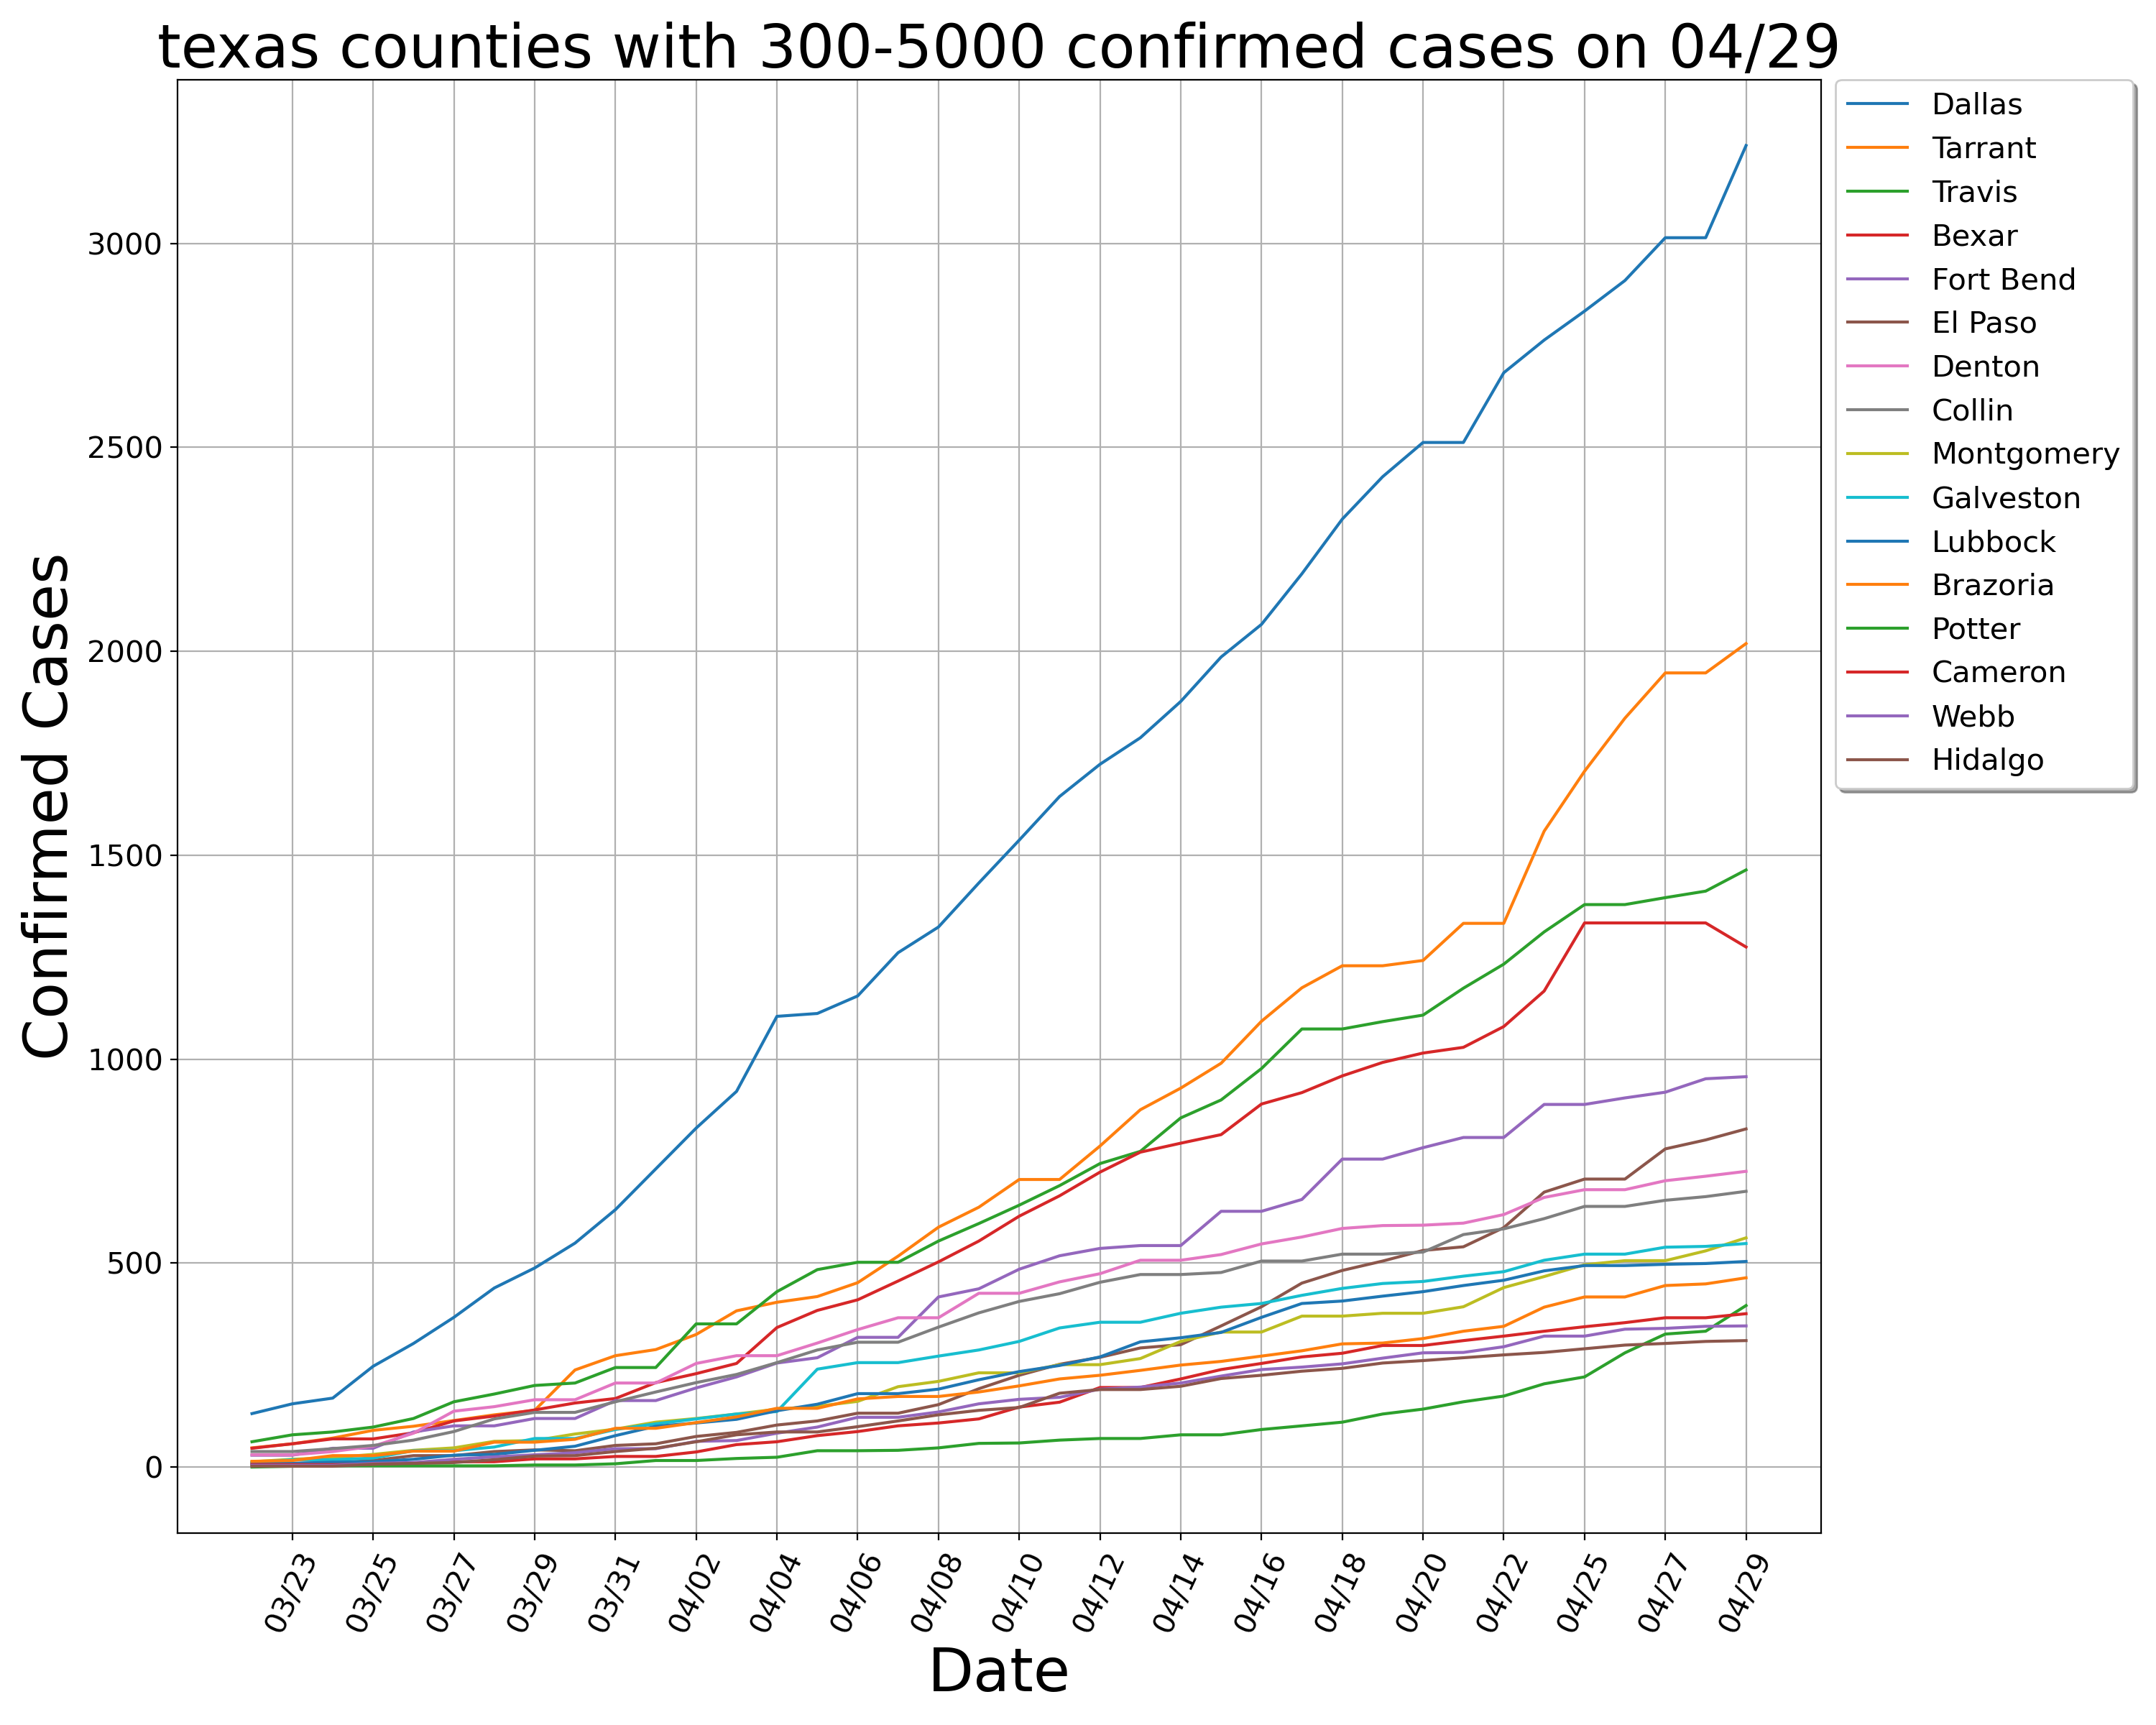 texas counties with 300-5000 confirmed cases on 04/29
Confirmed Cases
3000
2500
2000
1500
1000
500
0
03/23
03/25
03/27
03/29
03/31
04/02
04/04
04/06
04/08
04/10
04/12
04/14
04/16
04/18
04/20
04/22
04/25
04/27
04/29
Date
Dallas
Tarrant
Travis
Bexar
Fort Bend
El Paso
Denton
Collin
Montgomery
Galveston
Lubbock
Brazoria
Potter
Cameron
Webb
Hidalgo